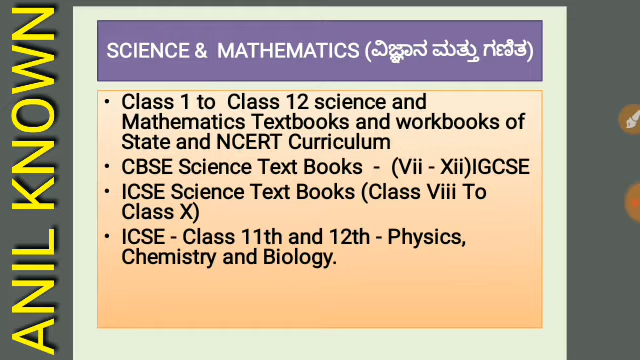 ANIL KNOWN
SCIENCE & MATHEMATICS (ವಿಜ್ಞಾನ ಮತ್ತು ಗಣಿತ)
• Class 1 to Class 12 science and
Mathematics Textbooks and workbooks of
State and NCERT Curriculum
• CBSE Science Text Books - (Vii - Xii)IGCSE
• ICSE Science Text Books (Class Viii To
Class X)
• ICSE - Class 11th and 12th - Physics,
Chemistry and Biology.